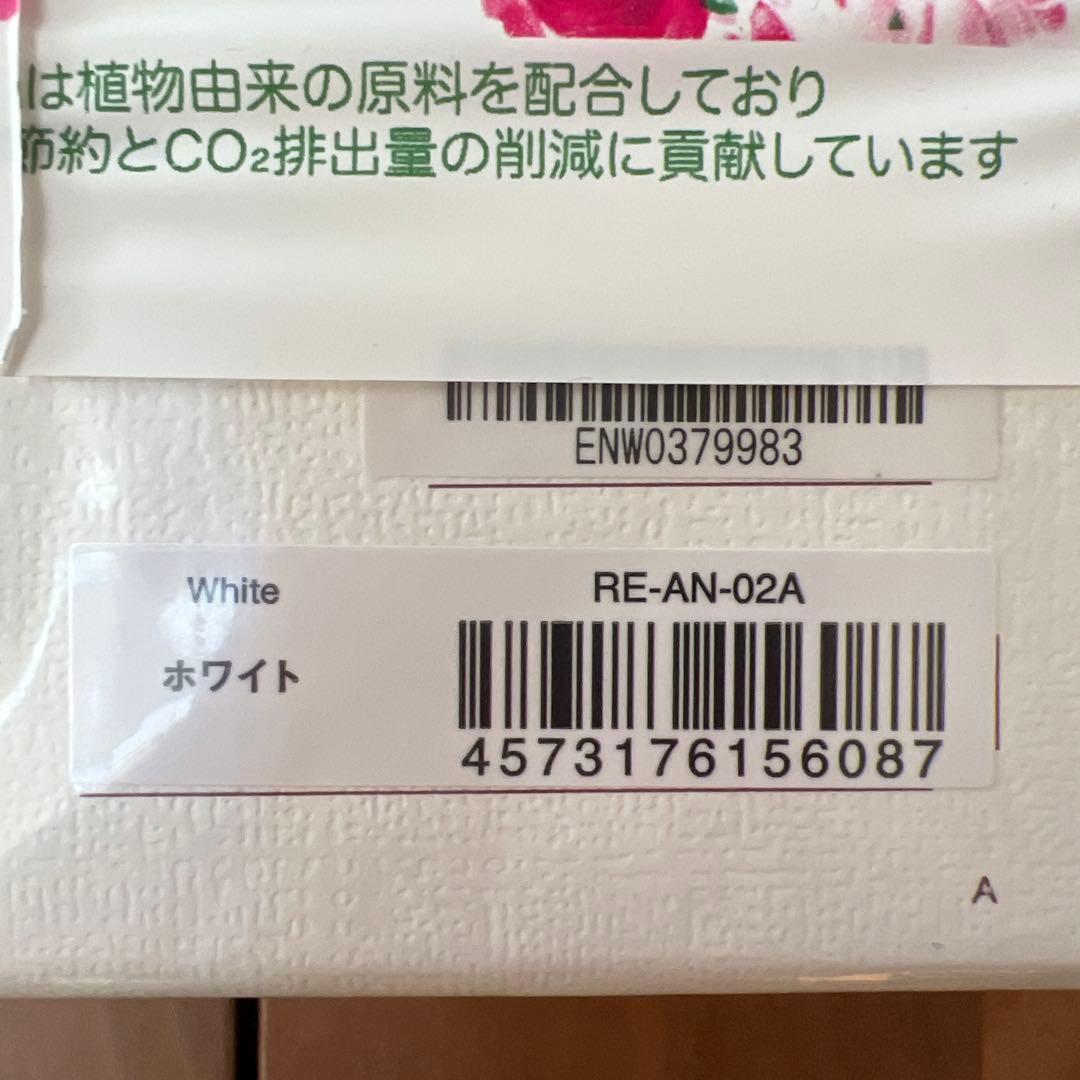 は植物由来の原料を配合しており
節約とCO₂排出量の削減に貢献しています
ENW0379983
White
RE-AN-02A
ホワイト
4573176156087
A